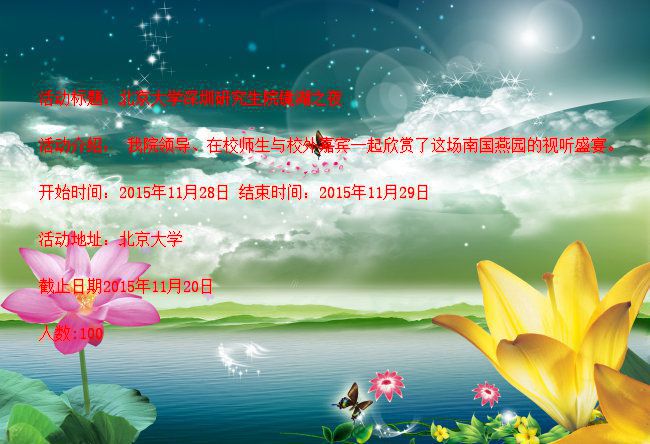 活动标题：北京大学深圳研究生院镜湖之夜
活动介绍： 我院领导、在校师生与校外嘉宾一起欣赏了这场南国燕园的视听盛宴。
开始时间：2015年11月28日 结束时间：2015年11月29日
活动地址：北京大学
截止日期2015年11月20日
人数:100